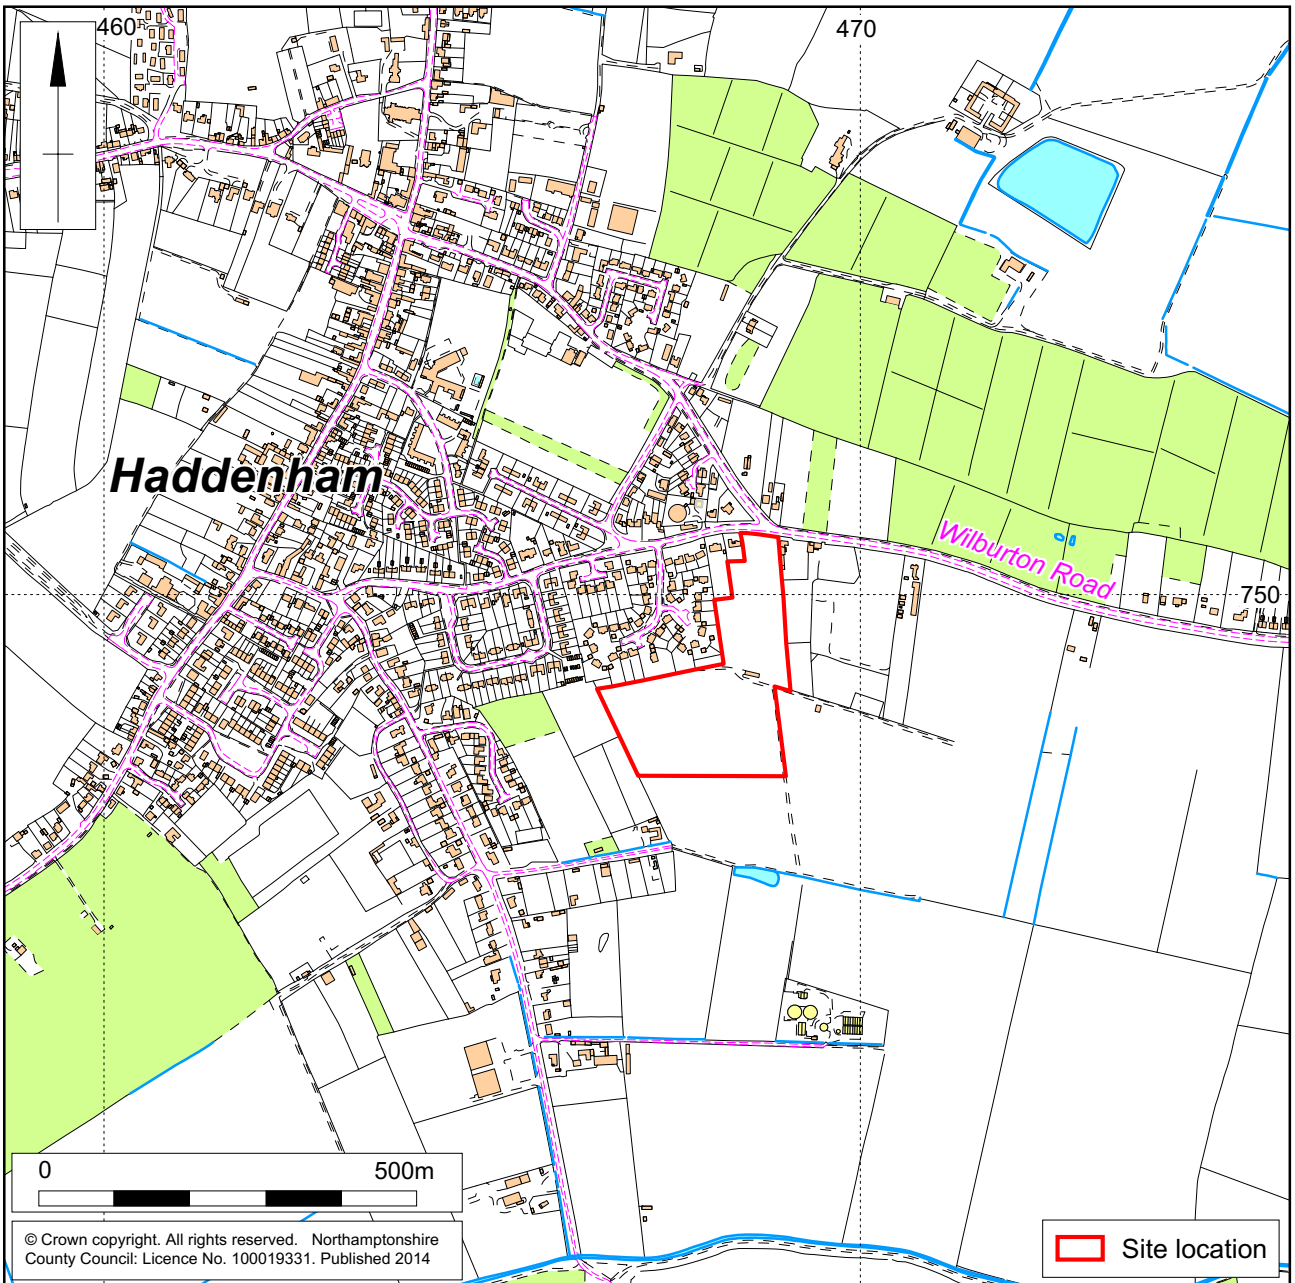 460
470
Haddenham
Wilburton Road
750
0 500m
© Crown copyright. All rights reserved. Northamptonshire
County Council: Licence No. 100019331. Published 2014
Site location